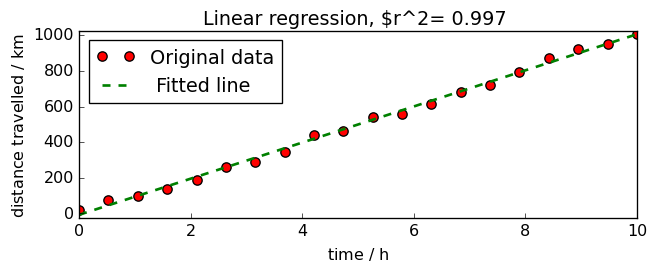 Linear regression, $r^2= 0.997
1000
800
600
400
200
0
distance travelled / km
Original data
Fitted line
0 2 4 6 8 10
time / h